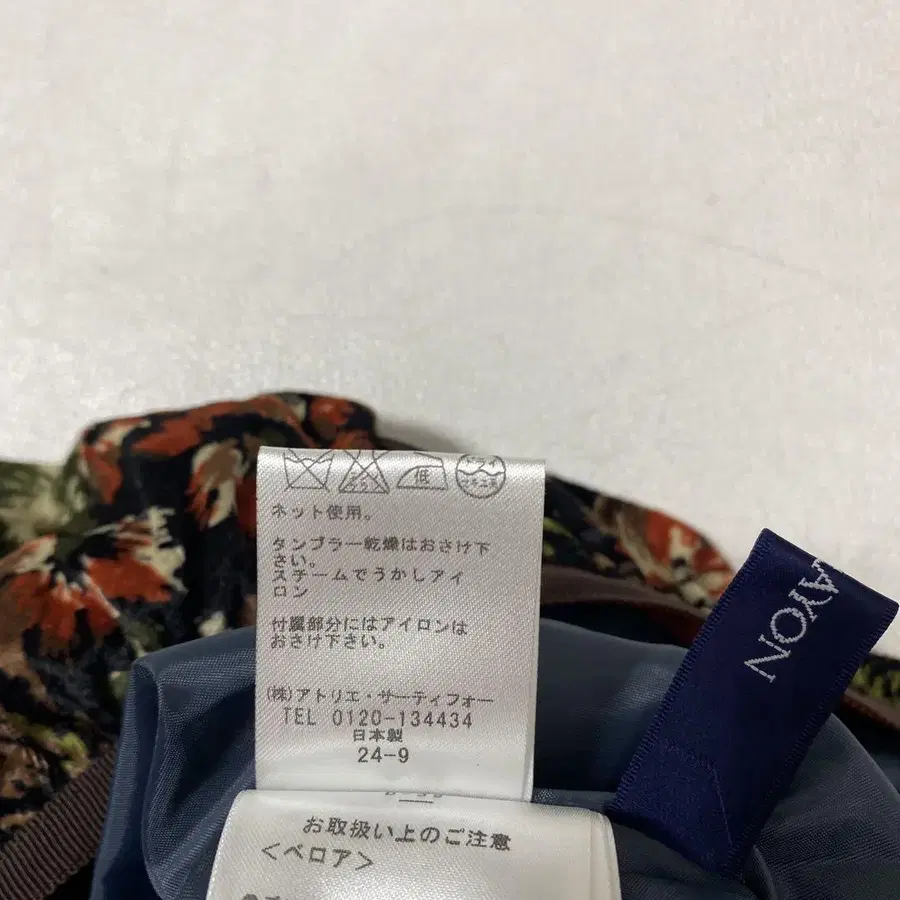 低
ネット使用。
タンブラー乾燥はおさけ下
さい。
スチームでうかしアイ
ロン
付属部分にはアイロンは
おさけ下さい。
(株)アトリエ・サーティフォー
TEL 0120-134434
日本製
24-9
お取扱い上のご注意
<ベロア>
AYON